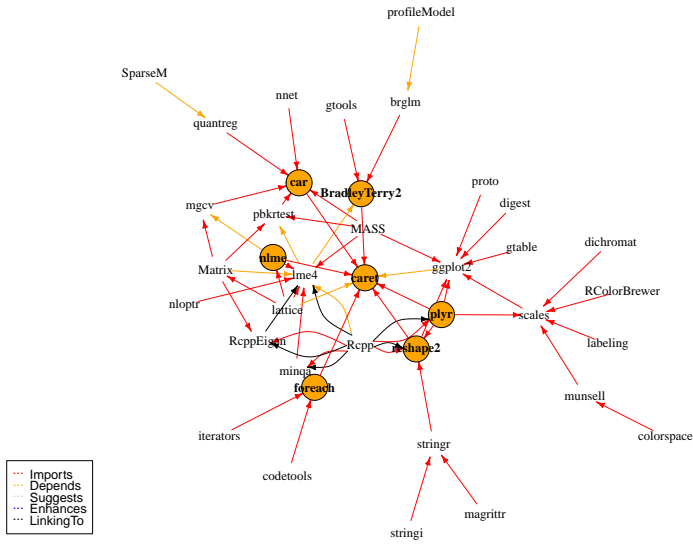 profileModel
SparseM
nnet
gtools
brglm
quantreg
car
BradleyTerry2
proto
digest
mgcv
pbkrtest
MASS
gtable
dichromat
nlme
Matrix
lme4
caret
ggplot2
RColorBrewer
nloptr
lattice
plyr
scales
labeling
RcppEigen
Rcpp
reshape2
minqa
foreach
munsell
iterators
colorspace
stringr
codetools
magrittr
stringi
Imports
Depends
Suggests
Enhances
LinkingTo